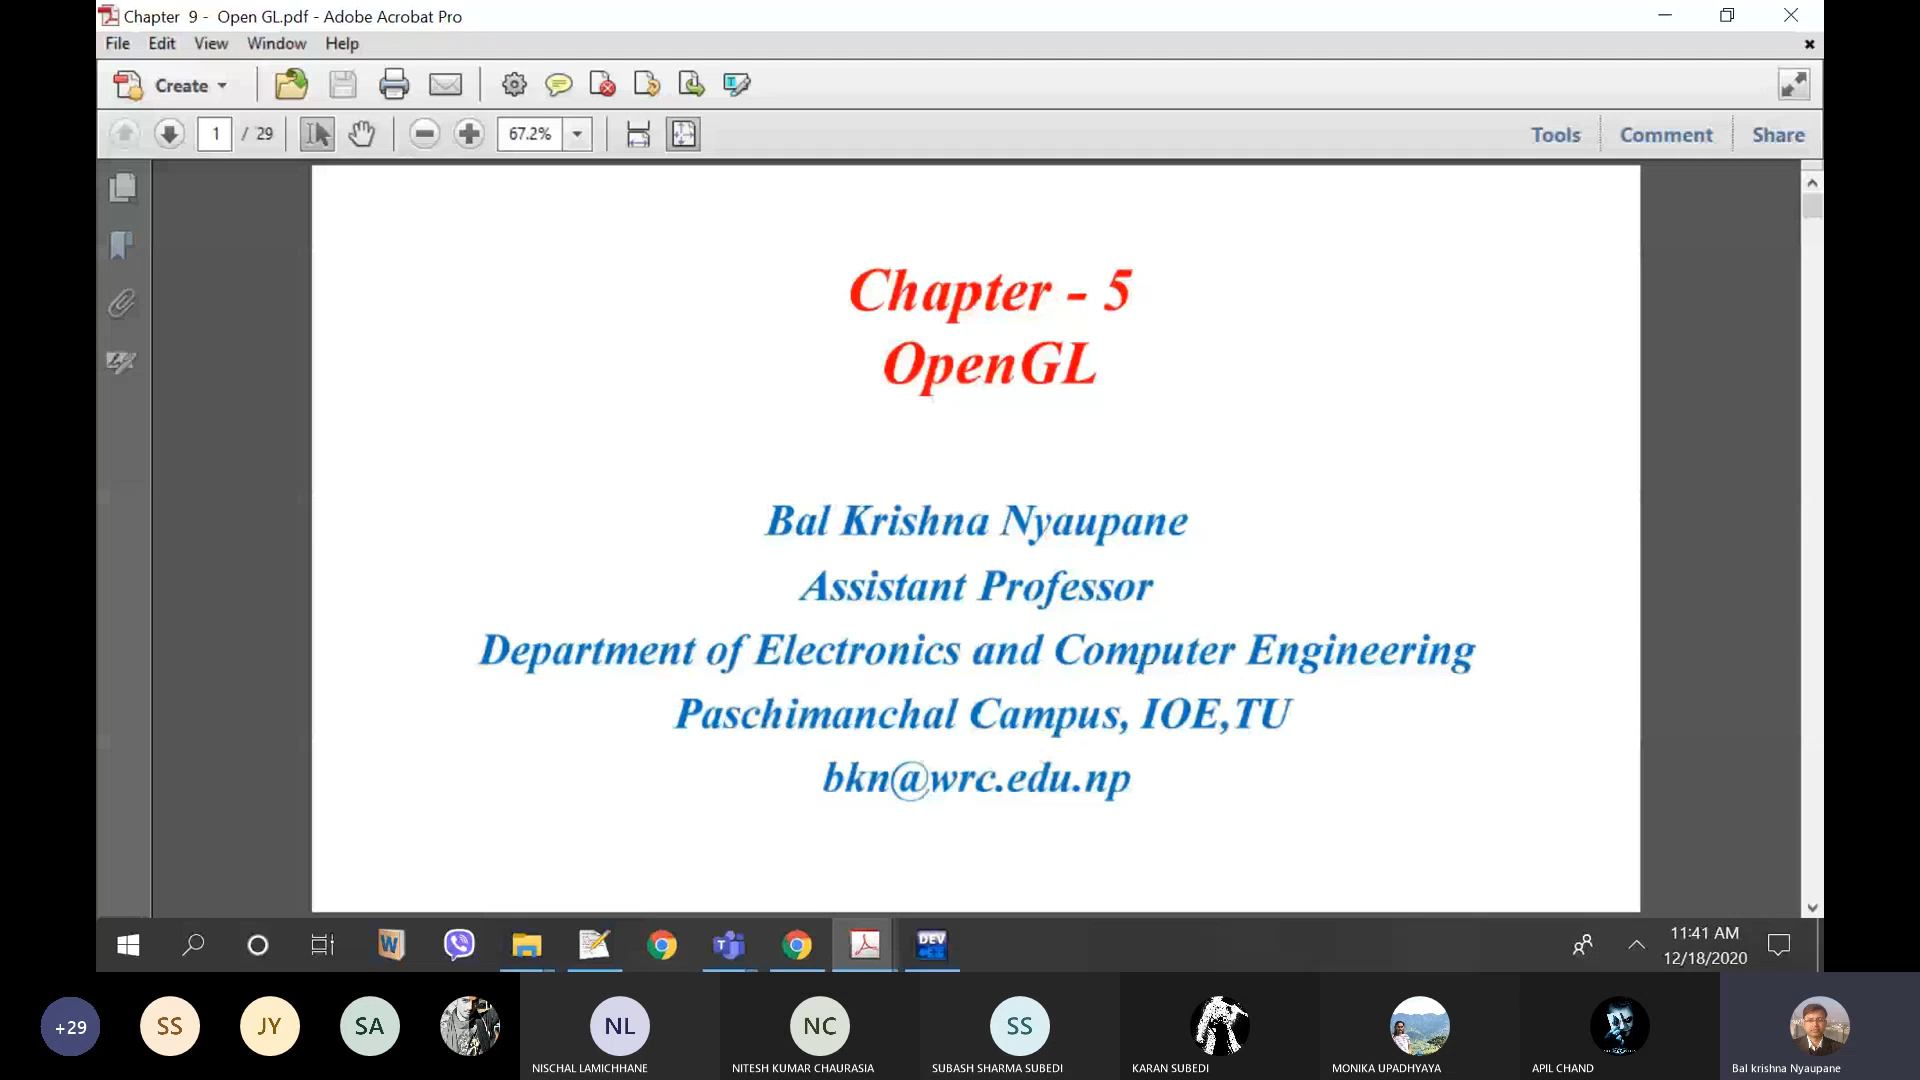 Chapter 9 - Open GL.pdf - Adobe Acrobat Pro
File Edit View Window Help
Create
1 / 29
67.2%
Tools Comment Share
Chapter - 5
OpenGL
Bal Krishna Nyaupane
Assistant Professor
Department of Electronics and Computer Engineering
Paschimanchal Campus, IOE,TU
bkn@wrc.edu.np
W
T
DEV
11:41 AM
12/18/2020
+29
SS
JY
SA
NL
NC
SS
NISCHAL LAMICHHANE
NITESH KUMAR CHAURASIA
SUBASH SHARMA SUBEDI
KARAN SUBEDI
MONIKA UPADHYAYA
APIL CHAND
Bal krishna Nyaupane